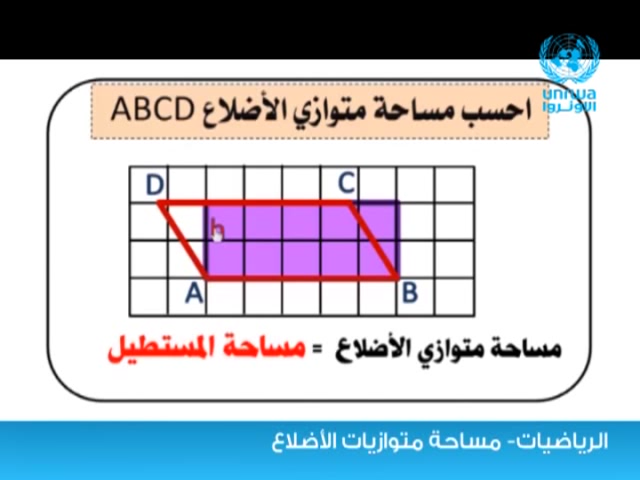 unrwa
الأونروا
احسب مساحة متوازي الأضلاع ABCD
D C
h
A B
مساحة متوازي الأضلاع = مساحة المستطيل
الرياضيات- مساحة متوازيات الأضلاع